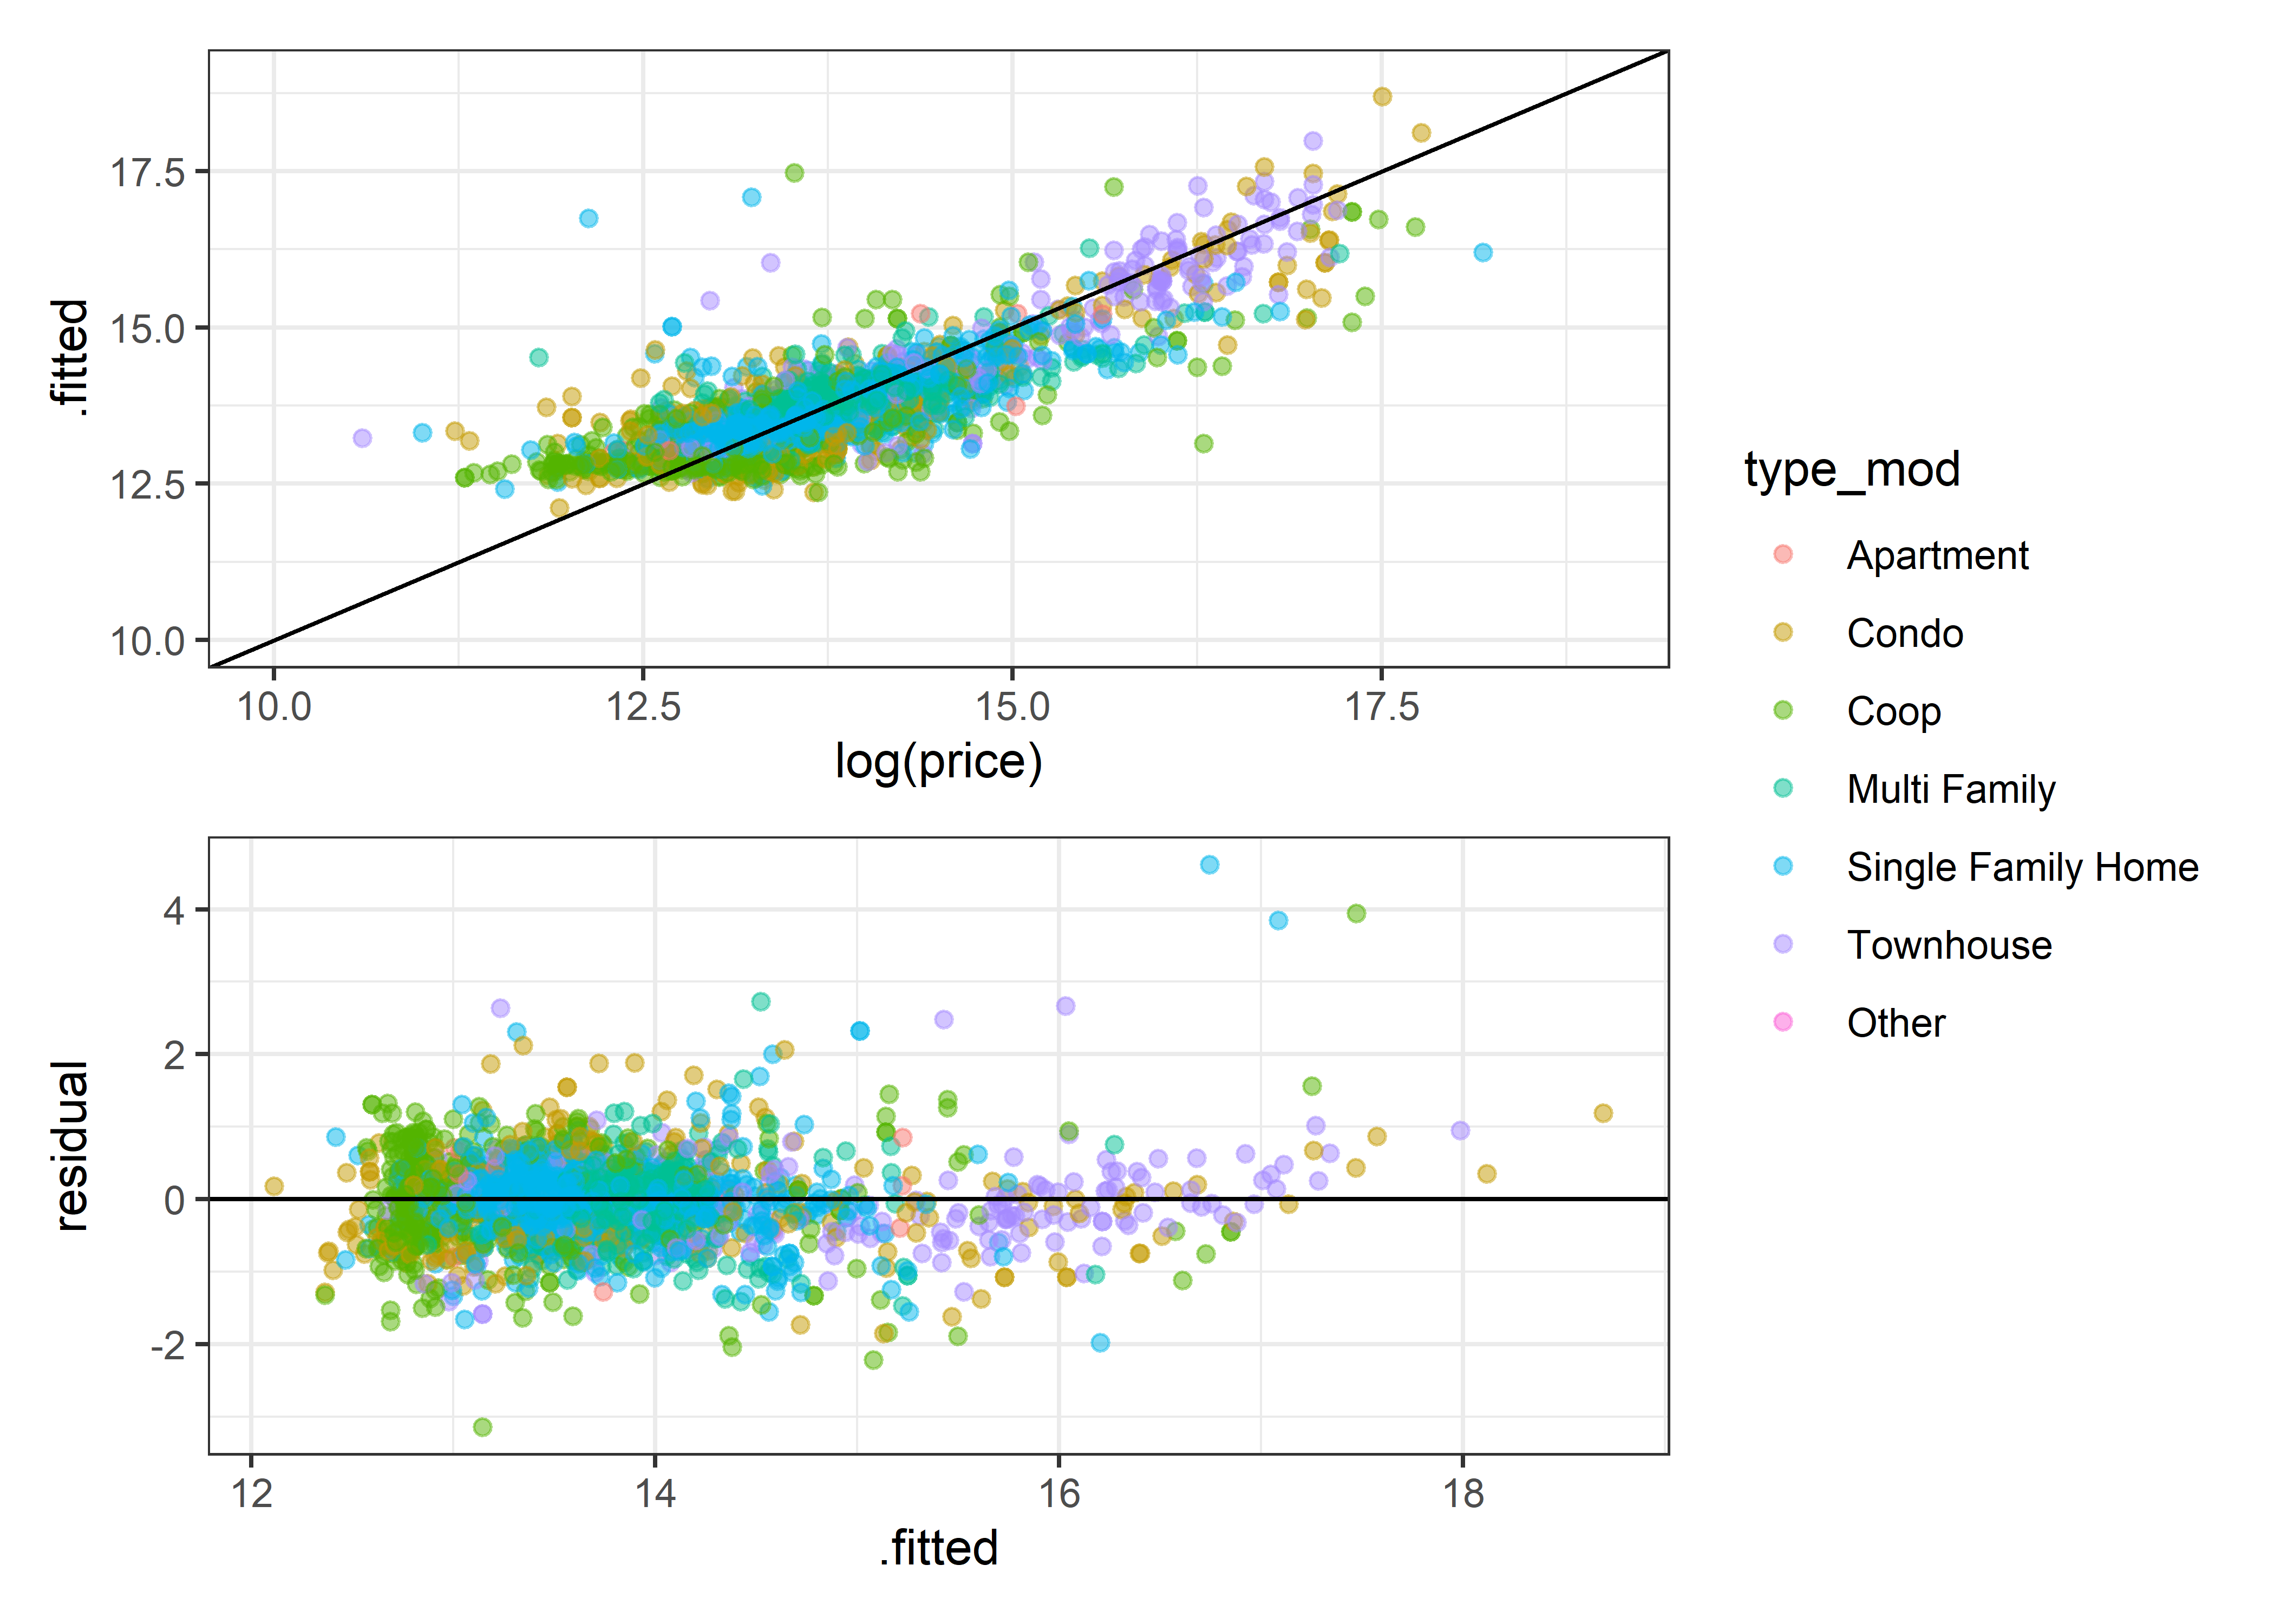 17.5
15.0
12.5
10.0
.fitted
10.0 12.5 15.0 17.5
log(price)
4
2
0
-2
residual
12 14 16 18
.fitted
type_mod
Apartment
Condo
Coop
Multi Family
Single Family Home
Townhouse
Other